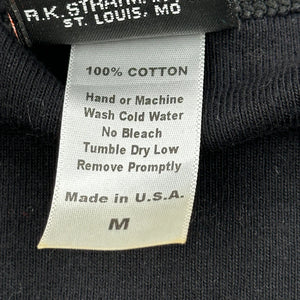 R.K. STRATMAN
ST. LOUIS, MO
100% COTTON
Hand or Machine
Wash Cold Water
No Bleach
Tumble Dry Low
Remove Promptly
Made in U.S.A.
M